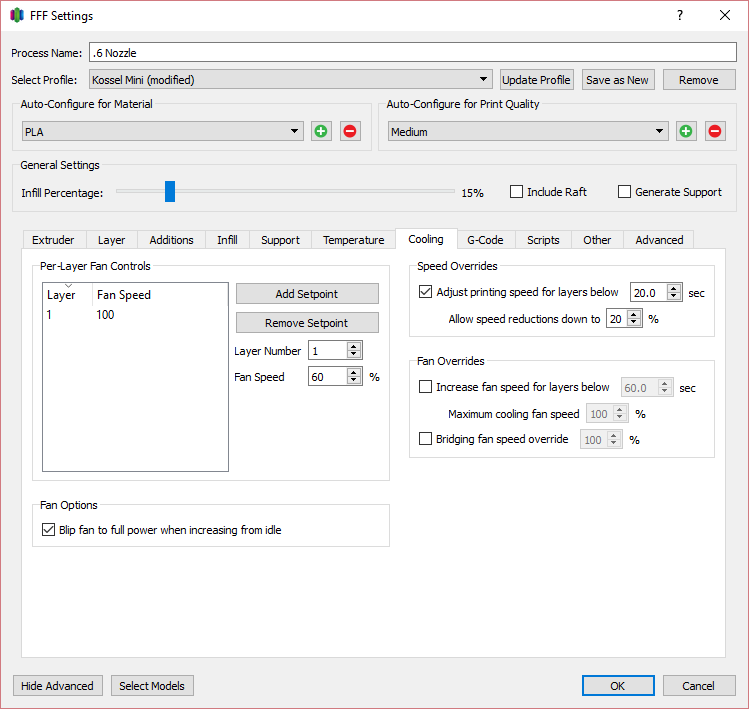 FFF Settings
?
Process Name: .6 Nozzle
Select Profile: Kossel Mini (modified) Update Profile Save as New Remove
Auto-Configure for Material Auto-Configure for Print Quality
PLA Medium
General Settings
Infill Percentage: 15% Include Raft Generate Support
Extruder Layer Additions Infill Support Temperature Cooling G-Code Scripts Other Advanced
Per-Layer Fan Controls
Layer Fan Speed
1 100
Add Setpoint
Remove Setpoint
Layer Number 1
Fan Speed 60 %
Fan Options
Blip fan to full power when increasing from idle
Speed Overrides
Adjust printing speed for layers below 20.0 sec
Allow speed reductions down to 20 %
Fan Overrides
Increase fan speed for layers below 60.0 sec
Maximum cooling fan speed 100 %
Bridging fan speed override 100 %
Hide Advanced Select Models OK Cancel